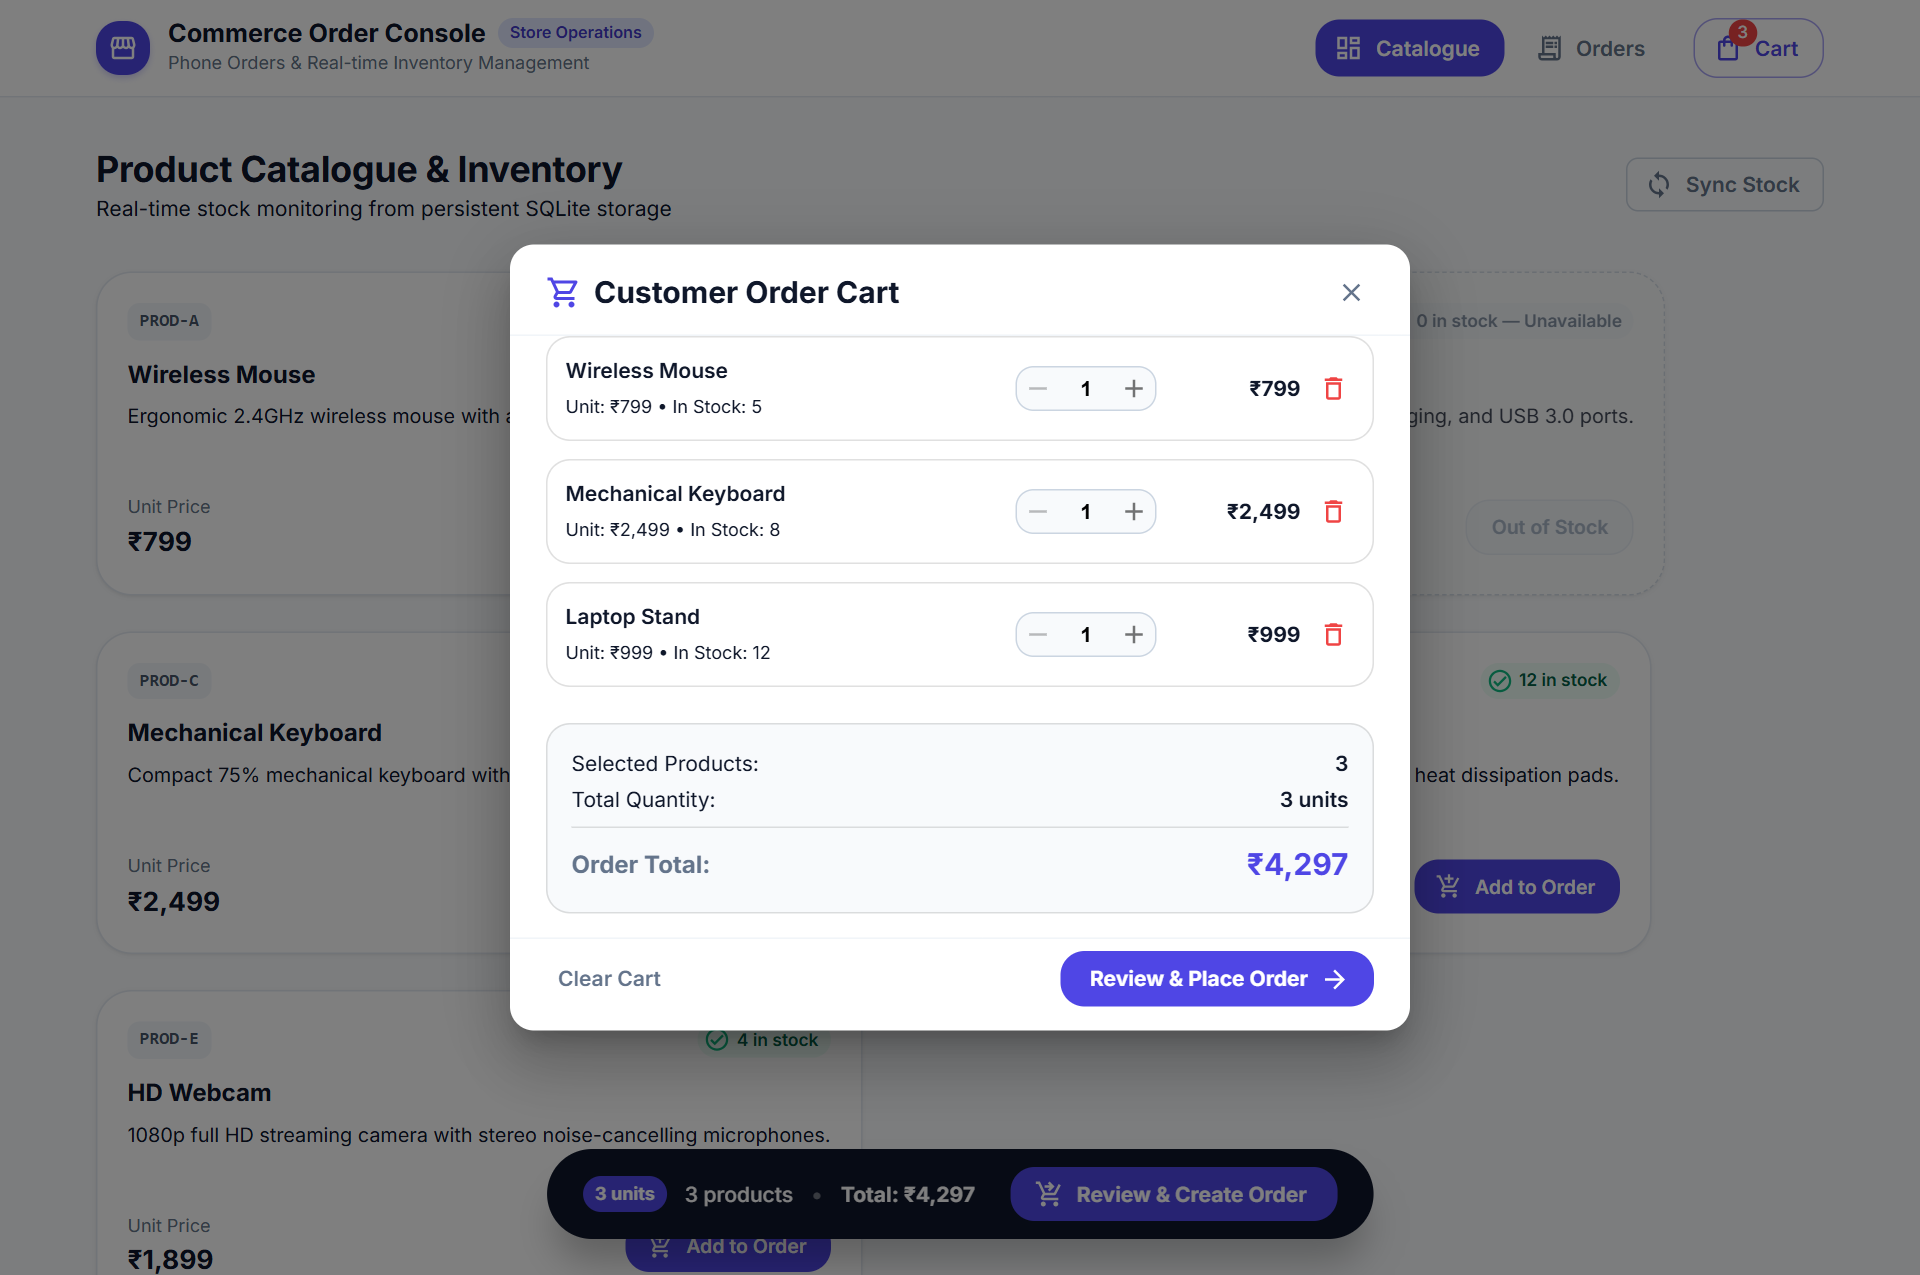 Commerce Order Console
Store Operations
Phone Orders & Real-time Inventory Management
Catalogue
Orders
3
Cart
Product Catalogue & Inventory
Real-time stock monitoring from persistent SQLite storage
Sync Stock
PROD-A
Wireless Mouse
Ergonomic 2.4GHz wireless mouse with
Unit Price
₹799
0 in stock — Unavailable
ging, and USB 3.0 ports.
Out of Stock
PROD-C
Mechanical Keyboard
Compact 75% mechanical keyboard with
Unit Price
₹2,499
12 in stock
heat dissipation pads.
Add to Order
PROD-E
4 in stock
HD Webcam
1080p full HD streaming camera with stereo noise-cancelling microphones.
Unit Price
₹1,899
Add to Order
Customer Order Cart
Wireless Mouse
Unit: ₹799 • In Stock: 5
1
₹799
Mechanical Keyboard
Unit: ₹2,499 • In Stock: 8
1
₹2,499
Laptop Stand
Unit: ₹999 • In Stock: 12
1
₹999
Selected Products: 3
Total Quantity: 3 units
Order Total: ₹4,297
Clear Cart
Review & Place Order
3 units
3 products • Total: ₹4,297
Review & Create Order